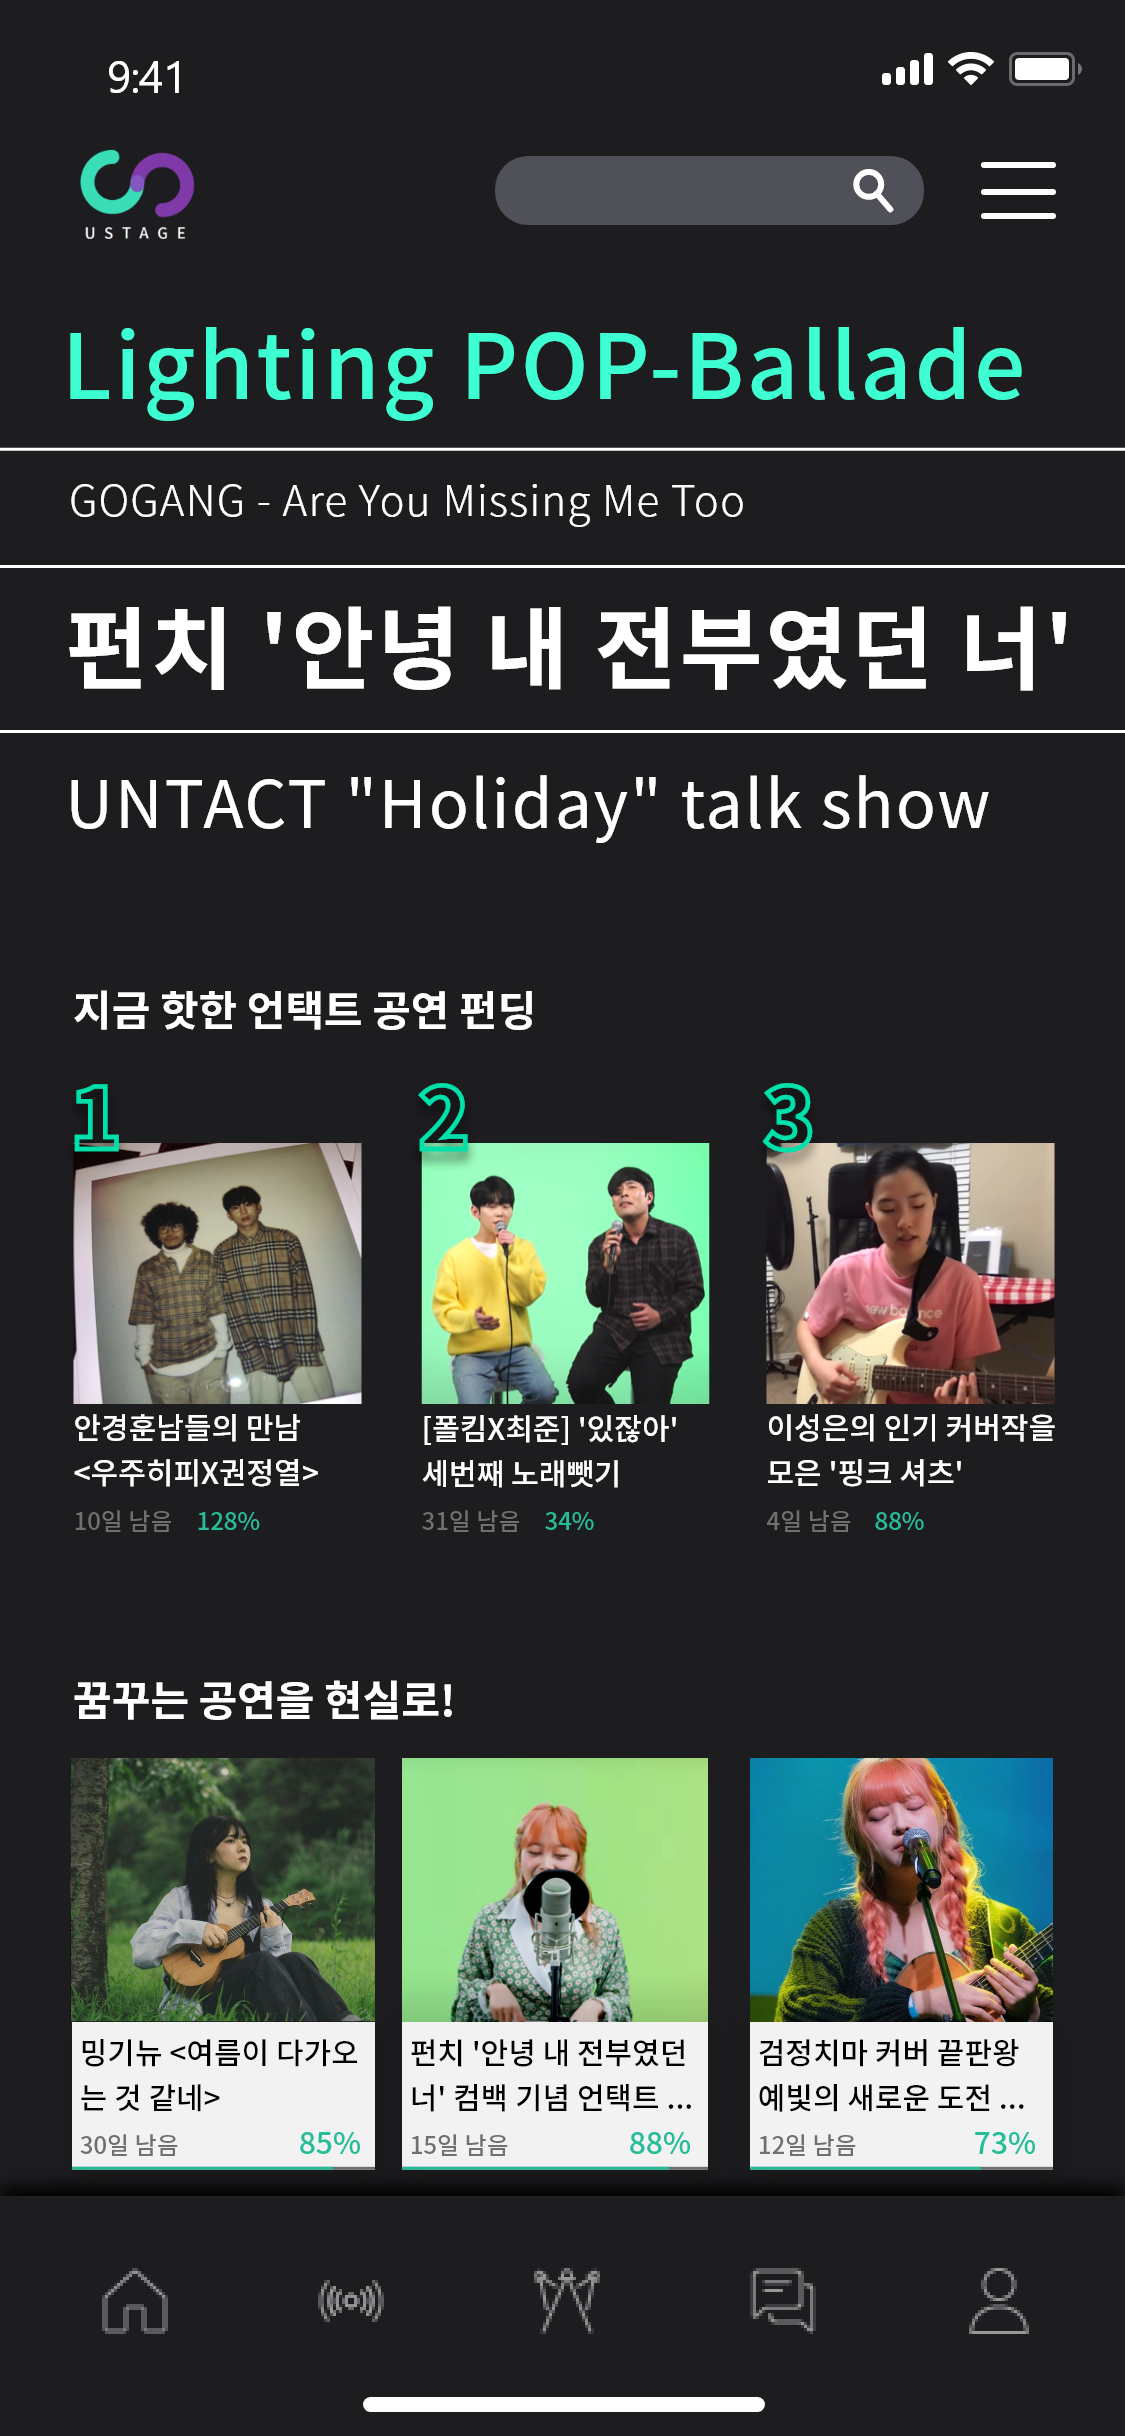 9:41
USTAGE
Lighting POP-Ballade
GOGANG - Are You Missing Me Too
펀치 '안녕 내 전부였던 너'
UNTACT "Holiday" talk show
지금 핫한 언택트 공연 펀딩
1
2
3
new balance
안경훈남들의 만남
<우주히피X권정열>
10일 남음 128%
[폴킴X최준] '있잖아'
세번째 노래뺏기
31일 남음 34%
이성은의 인기 커버작을
모은 '핑크 셔츠'
4일 남음 88%
꿈꾸는 공연을 현실로!
밍기뉴 <여름이 다가오
는 것 같네>
30일 남음 85%
펀치 '안녕 내 전부였던
너' 컴백 기념 언택트 ...
15일 남음 88%
검정치마 커버 끝판왕
예빛의 새로운 도전 ...
12일 남음 73%